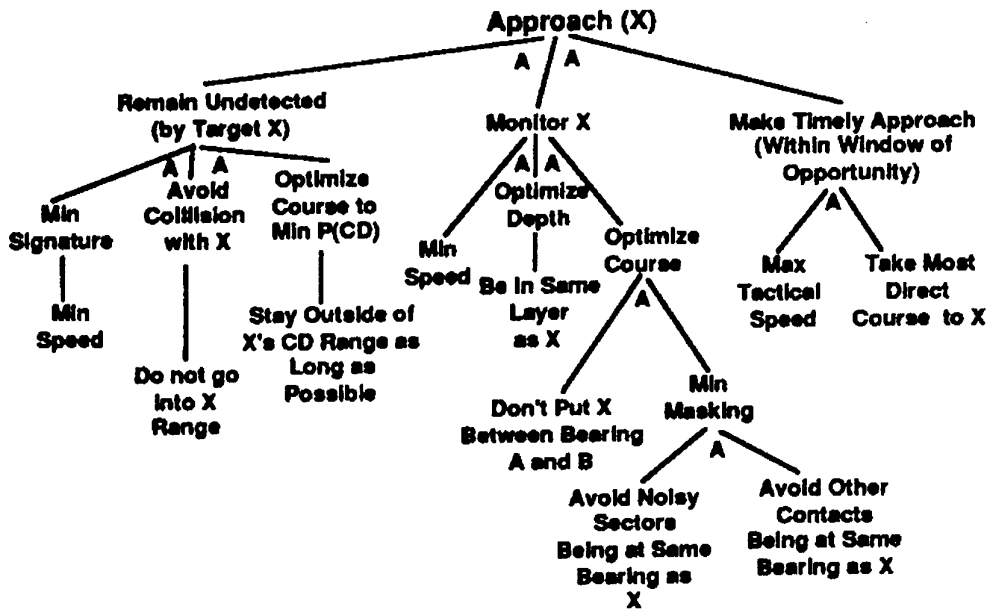 Approach (X)
A
A
Remain Undetected
(by Target X)
A
A
Min
Signature
Min
Speed
Avoid
Collision
with X
Do not go
into X
Range
Optimize
Course to
Min P(CD)
Stay Outside of
X's CD Range as
Long as
Possible
Monitor X
A
A
Min
Speed
Optimize
Depth
Be In Same
Layer
as X
Optimize
Course
A
Don't Put X
Between Bearing
A and B
Min
Masking
A
Avoid Noisy
Sectors
Being at Same
Bearing as
X
Avoid Other
Contacts
Being at Same
Bearing as X
Make Timely Approach
(Within Window of
Opportunity)
A
Max
Tactical
Speed
Take Most
Direct
Course to X